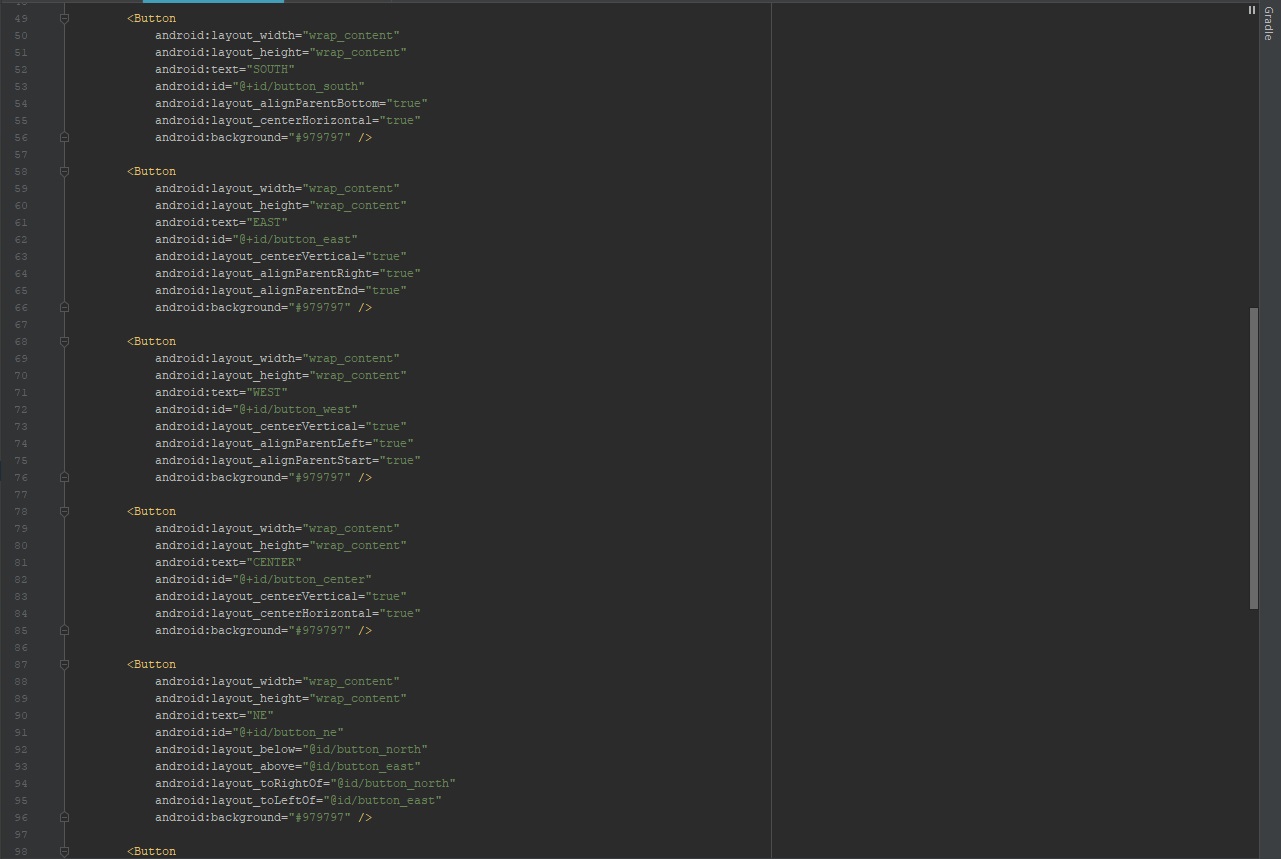 49 <Button
50 android:layout_width="wrap_content"
51 android:layout_height="wrap_content"
52 android:text="SOUTH"
53 android:id="@+id/button_south"
54 android:layout_alignParentBottom="true"
55 android:layout_centerHorizontal="true"
56 android:background="#979797" />
57
58 <Button
59 android:layout_width="wrap_content"
60 android:layout_height="wrap_content"
61 android:text="EAST"
62 android:id="@+id/button_east"
63 android:layout_centerVertical="true"
64 android:layout_alignParentRight="true"
65 android:layout_alignParentEnd="true"
66 android:background="#979797" />
67
68 <Button
69 android:layout_width="wrap_content"
70 android:layout_height="wrap_content"
71 android:text="WEST"
72 android:id="@+id/button_west"
73 android:layout_centerVertical="true"
74 android:layout_alignParentLeft="true"
75 android:layout_alignParentStart="true"
76 android:background="#979797" />
77
78 <Button
79 android:layout_width="wrap_content"
80 android:layout_height="wrap_content"
81 android:text="CENTER"
82 android:id="@+id/button_center"
83 android:layout_centerVertical="true"
84 android:layout_centerHorizontal="true"
85 android:background="#979797" />
86
87 <Button
88 android:layout_width="wrap_content"
89 android:layout_height="wrap_content"
90 android:text="NE"
91 android:id="@+id/button_ne"
92 android:layout_below="@id/button_north"
93 android:layout_above="@id/button_east"
94 android:layout_toRightOf="@id/button_north"
95 android:layout_toLeftOf="@id/button_east"
96 android:background="#979797" />
97
98 <Button
Gradle